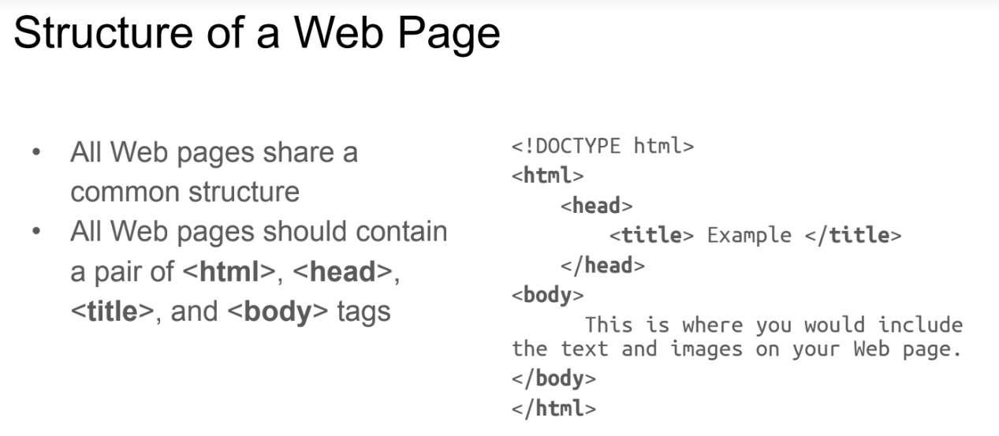 Structure of a Web Page
• All Web pages share a
common structure
• All Web pages should contain
a pair of <html>, <head>,
<title>, and <body> tags
<!DOCTYPE html>
<html>
<head>
<title> Example </title>
</head>
<body>
This is where you would include
the text and images on your Web page.
</body>
</html>